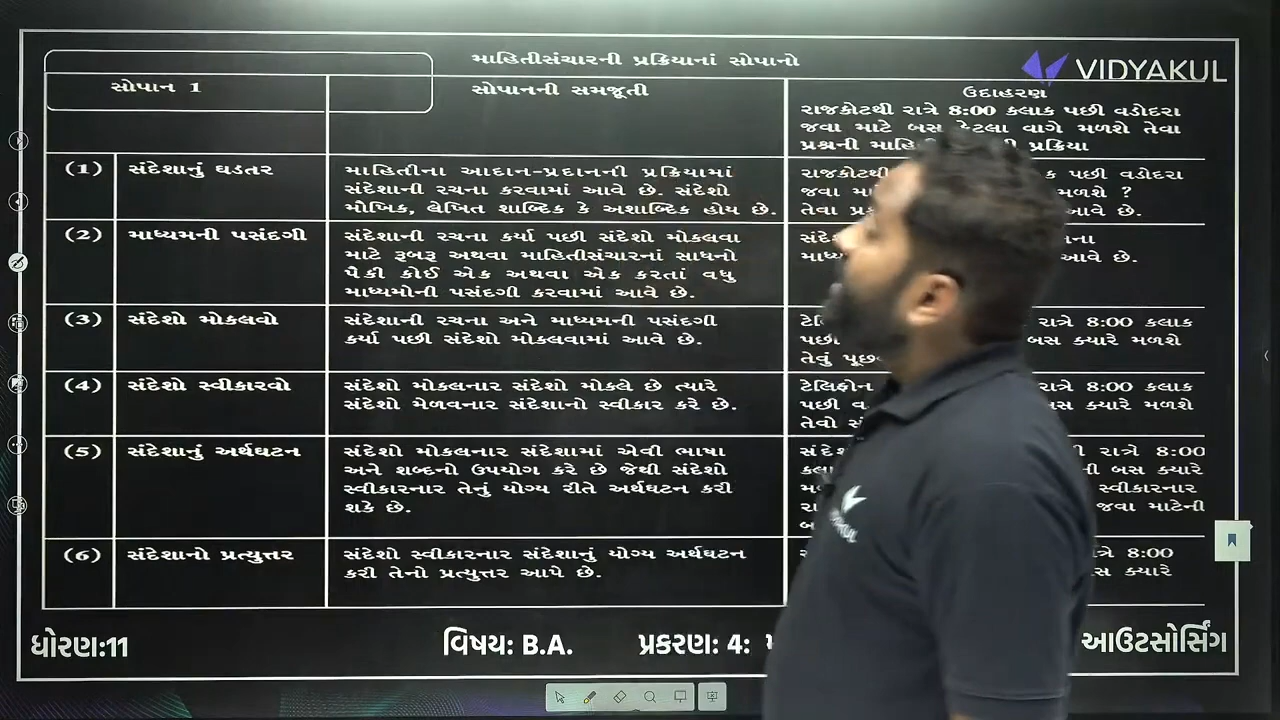 માહિતીસંચારની પ્રક્રિયાનાં સોપાનો
VIDYAKUL
સોપાન 1
સોપાનની સમજૂતી
ઉદાહરણ
રાજકોટથી રાત્રે 8:00 કલાક પછી વડોદરા
જવા માટે બસ કેટલા વાગે મળશે તેવા
પ્રશ્નની પ્રક્રિયા
(1) સંદેશાનું ઘડતર
માહિતીના આદાન-પ્રદાનની પ્રક્રિયામાં
સંદેશાની રચના કરવામાં આવે છે. સંદેશો
મૌખિક, લેખિત શાબ્દિક કે અશાબ્દિક હોય છે.
રાજકોટથી પછી વડોદરા
જવા મળશે ?
તેવા આવે છે.
(2) માધ્યમની પસંદગી
સંદેશાની રચના કર્યા પછી સંદેશો મોકલવા
માટે રૂબરૂ અથવા માહિતીસંચારનાં સાધનો
પૈકી કોઈ એક અથવા એક કરતાં વધુ
માધ્યમોની પસંદગી કરવામાં આવે છે.
આવે છે.
(3) સંદેશો મોકલવો
સંદેશાની રચના અને માધ્યમની પસંદગી
કર્યા પછી સંદેશો મોકલવામાં આવે છે.
રાત્રે 8:00 કલાક
પછી બસ ક્યારે મળશે
તેવું
(4) સંદેશો સ્વીકારવો
સંદેશો મોકલનાર સંદેશો મોકલે છે ત્યારે
સંદેશો મેળવનાર સંદેશાનો સ્વીકાર કરે છે.
ટેલિફોન રાત્રે 8:00 કલાક
પછી બસ ક્યારે મળશે
તેવો
(5) સંદેશાનું અર્થઘટન
સંદેશો મોકલનાર સંદેશામાં એવી ભાષા
અને શબ્દનો ઉપયોગ કરે છે જેથી સંદેશો
સ્વીકારનાર તેનું યોગ્ય રીતે અર્થઘટન કરી
શકે છે.
રાત્રે 8:00
બસ ક્યારે
સ્વીકારનાર
જવા માટેની
(6) સંદેશાનો પ્રત્યુત્તર
સંદેશો સ્વીકારનાર સંદેશાનું યોગ્ય અર્થઘટન
કરી તેનો પ્રત્યુત્તર આપે છે.
8:00
ક્યારે
ધોરણ:11 વિષય: B.A. પ્રકરણ: 4: આઉટસોર્સિંગ